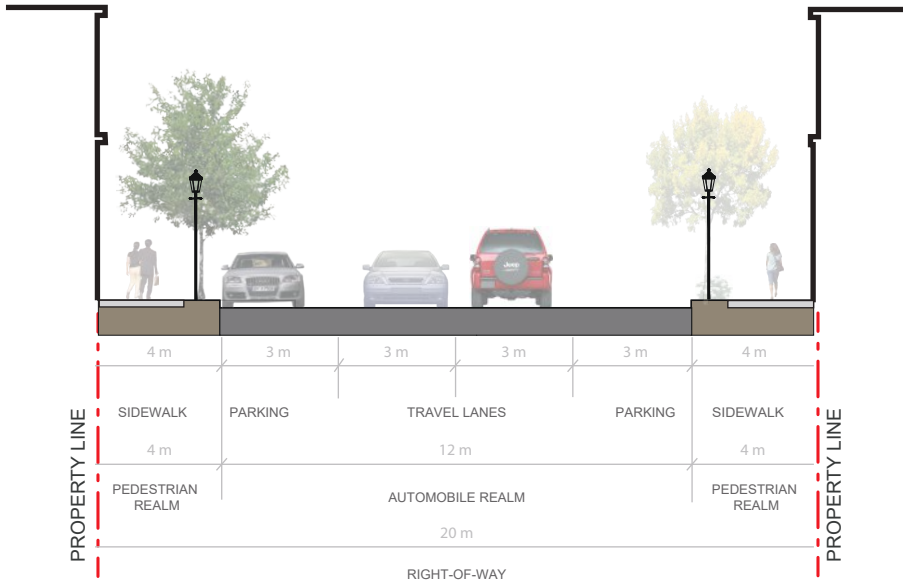 Jeep
4 m
3 m
3 m
3 m
3 m
4 m
SIDEWALK
PARKING
TRAVEL LANES
PARKING
SIDEWALK
4 m
12 m
4 m
PEDESTRIAN
REALM
AUTOMOBILE REALM
PEDESTRIAN
REALM
20 m
RIGHT-OF-WAY
PROPERTY LINE
PROPERTY LINE